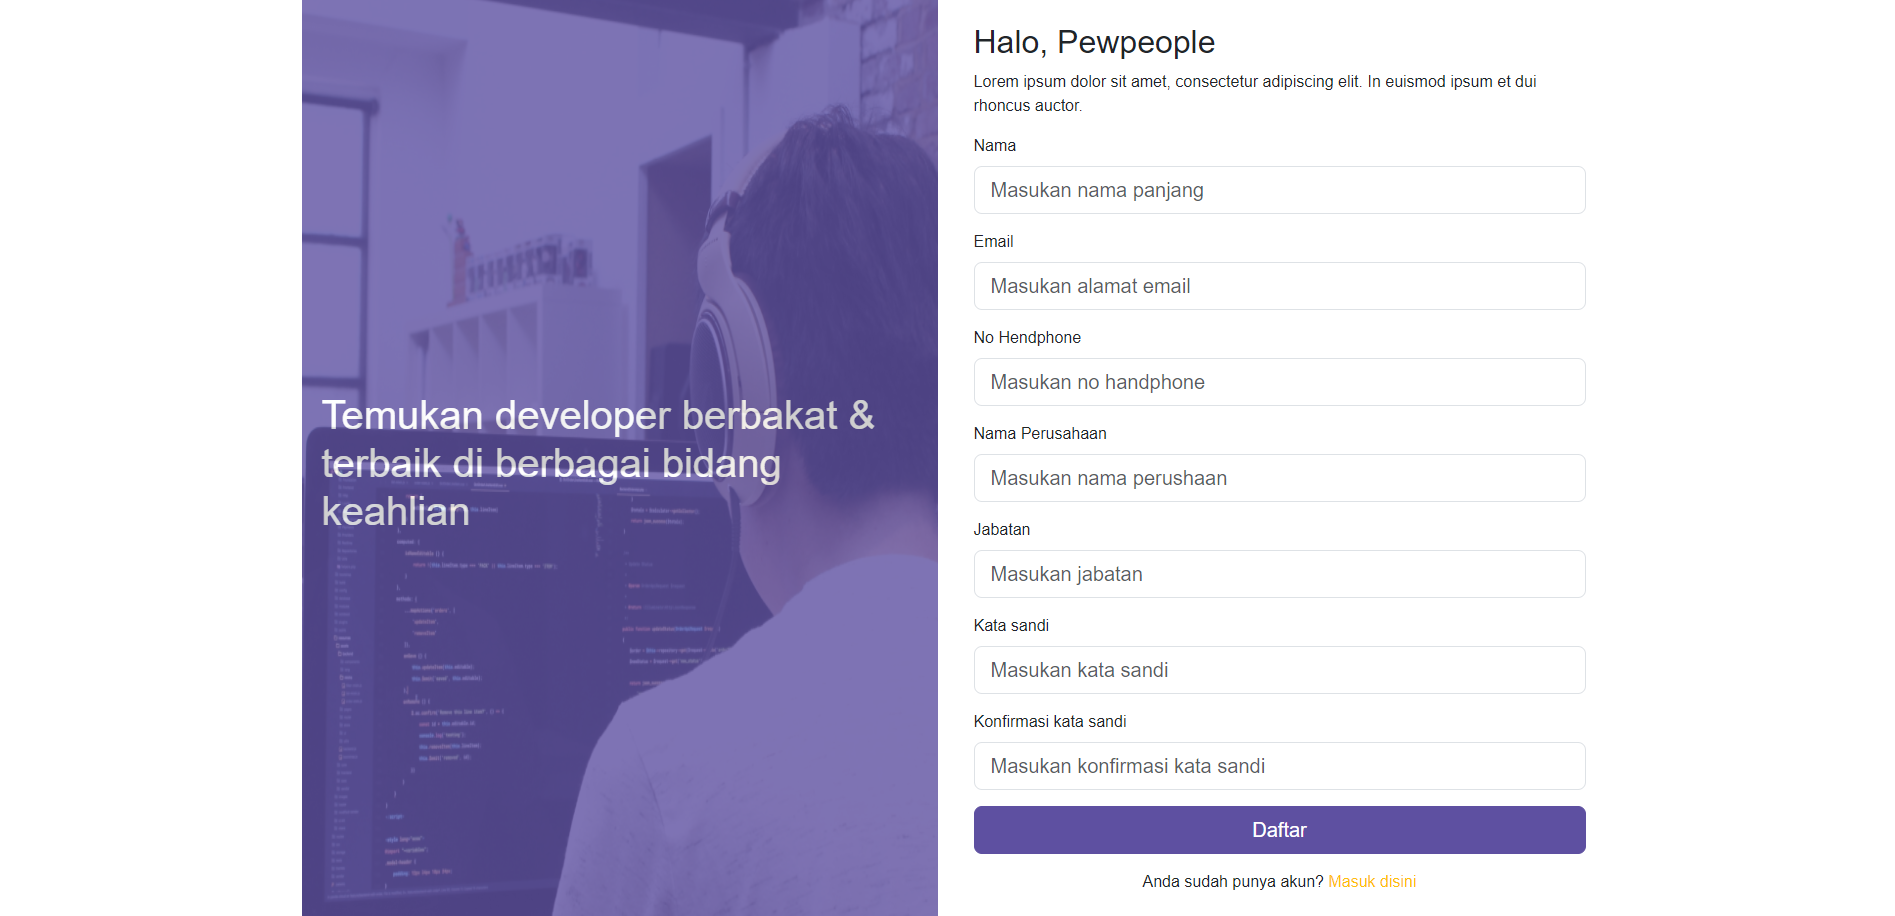 Temukan developer berbakat &
terbaik di berbagai bidang
keahlian
Halo, Pewpeople
Lorem ipsum dolor sit amet, consectetur adipiscing elit. In euismod ipsum et dui
rhoncus auctor.
Nama
Masukan nama panjang
Email
Masukan alamat email
No Hendphone
Masukan no handphone
Nama Perusahaan
Masukan nama perushaan
Jabatan
Masukan jabatan
Kata sandi
Masukan kata sandi
Konfirmasi kata sandi
Masukan konfirmasi kata sandi
Daftar
Anda sudah punya akun? Masuk disini